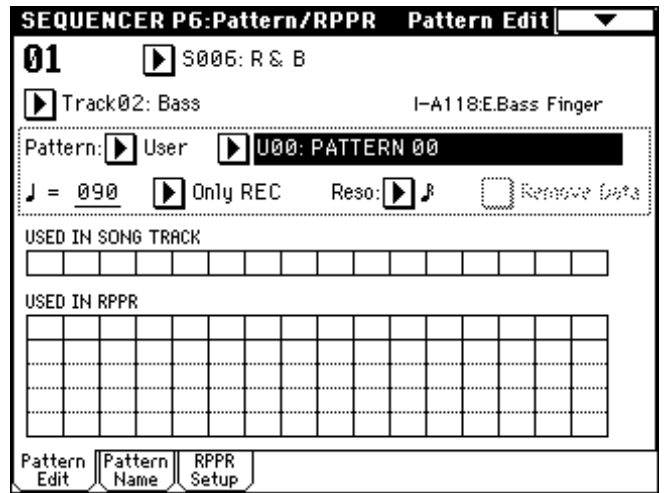 SEQUENCER P6:Pattern/RPPR Pattern Edit
01 S006: R & B
Track02: Bass I-A118:E.Bass Finger
Pattern: User U00: PATTERN 00
♩ = 090 Only REC Reso: Remove Data
USED IN SONG TRACK
USED IN RPPR
Pattern Edit Pattern Name RPPR Setup